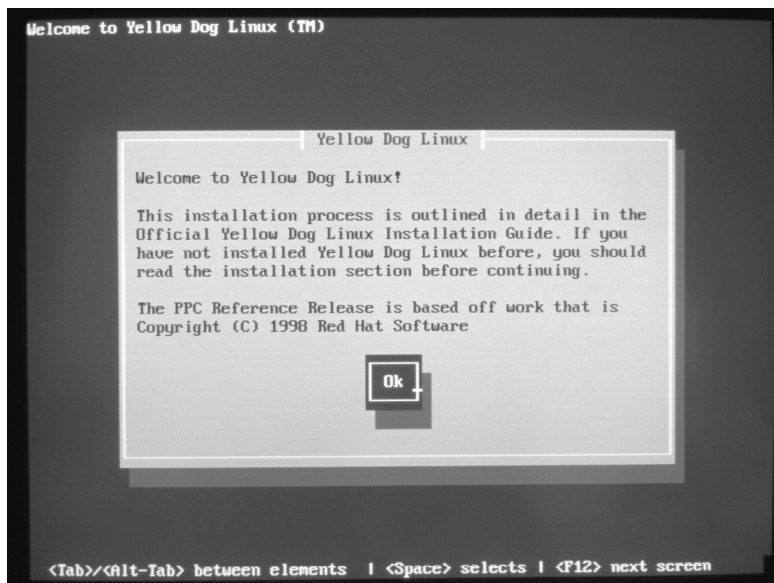 Welcome to Yellow Dog Linux (TM)
Yellow Dog Linux
Welcome to Yellow Dog Linux!
This installation process is outlined in detail in the
Official Yellow Dog Linux Installation Guide. If you
have not installed Yellow Dog Linux before, you should
read the installation section before continuing.
The PPC Reference Release is based off work that is
Copyright (C) 1998 Red Hat Software
Ok
<Tab>/<Alt-Tab> between elements | <Space> selects | <F12> next screen